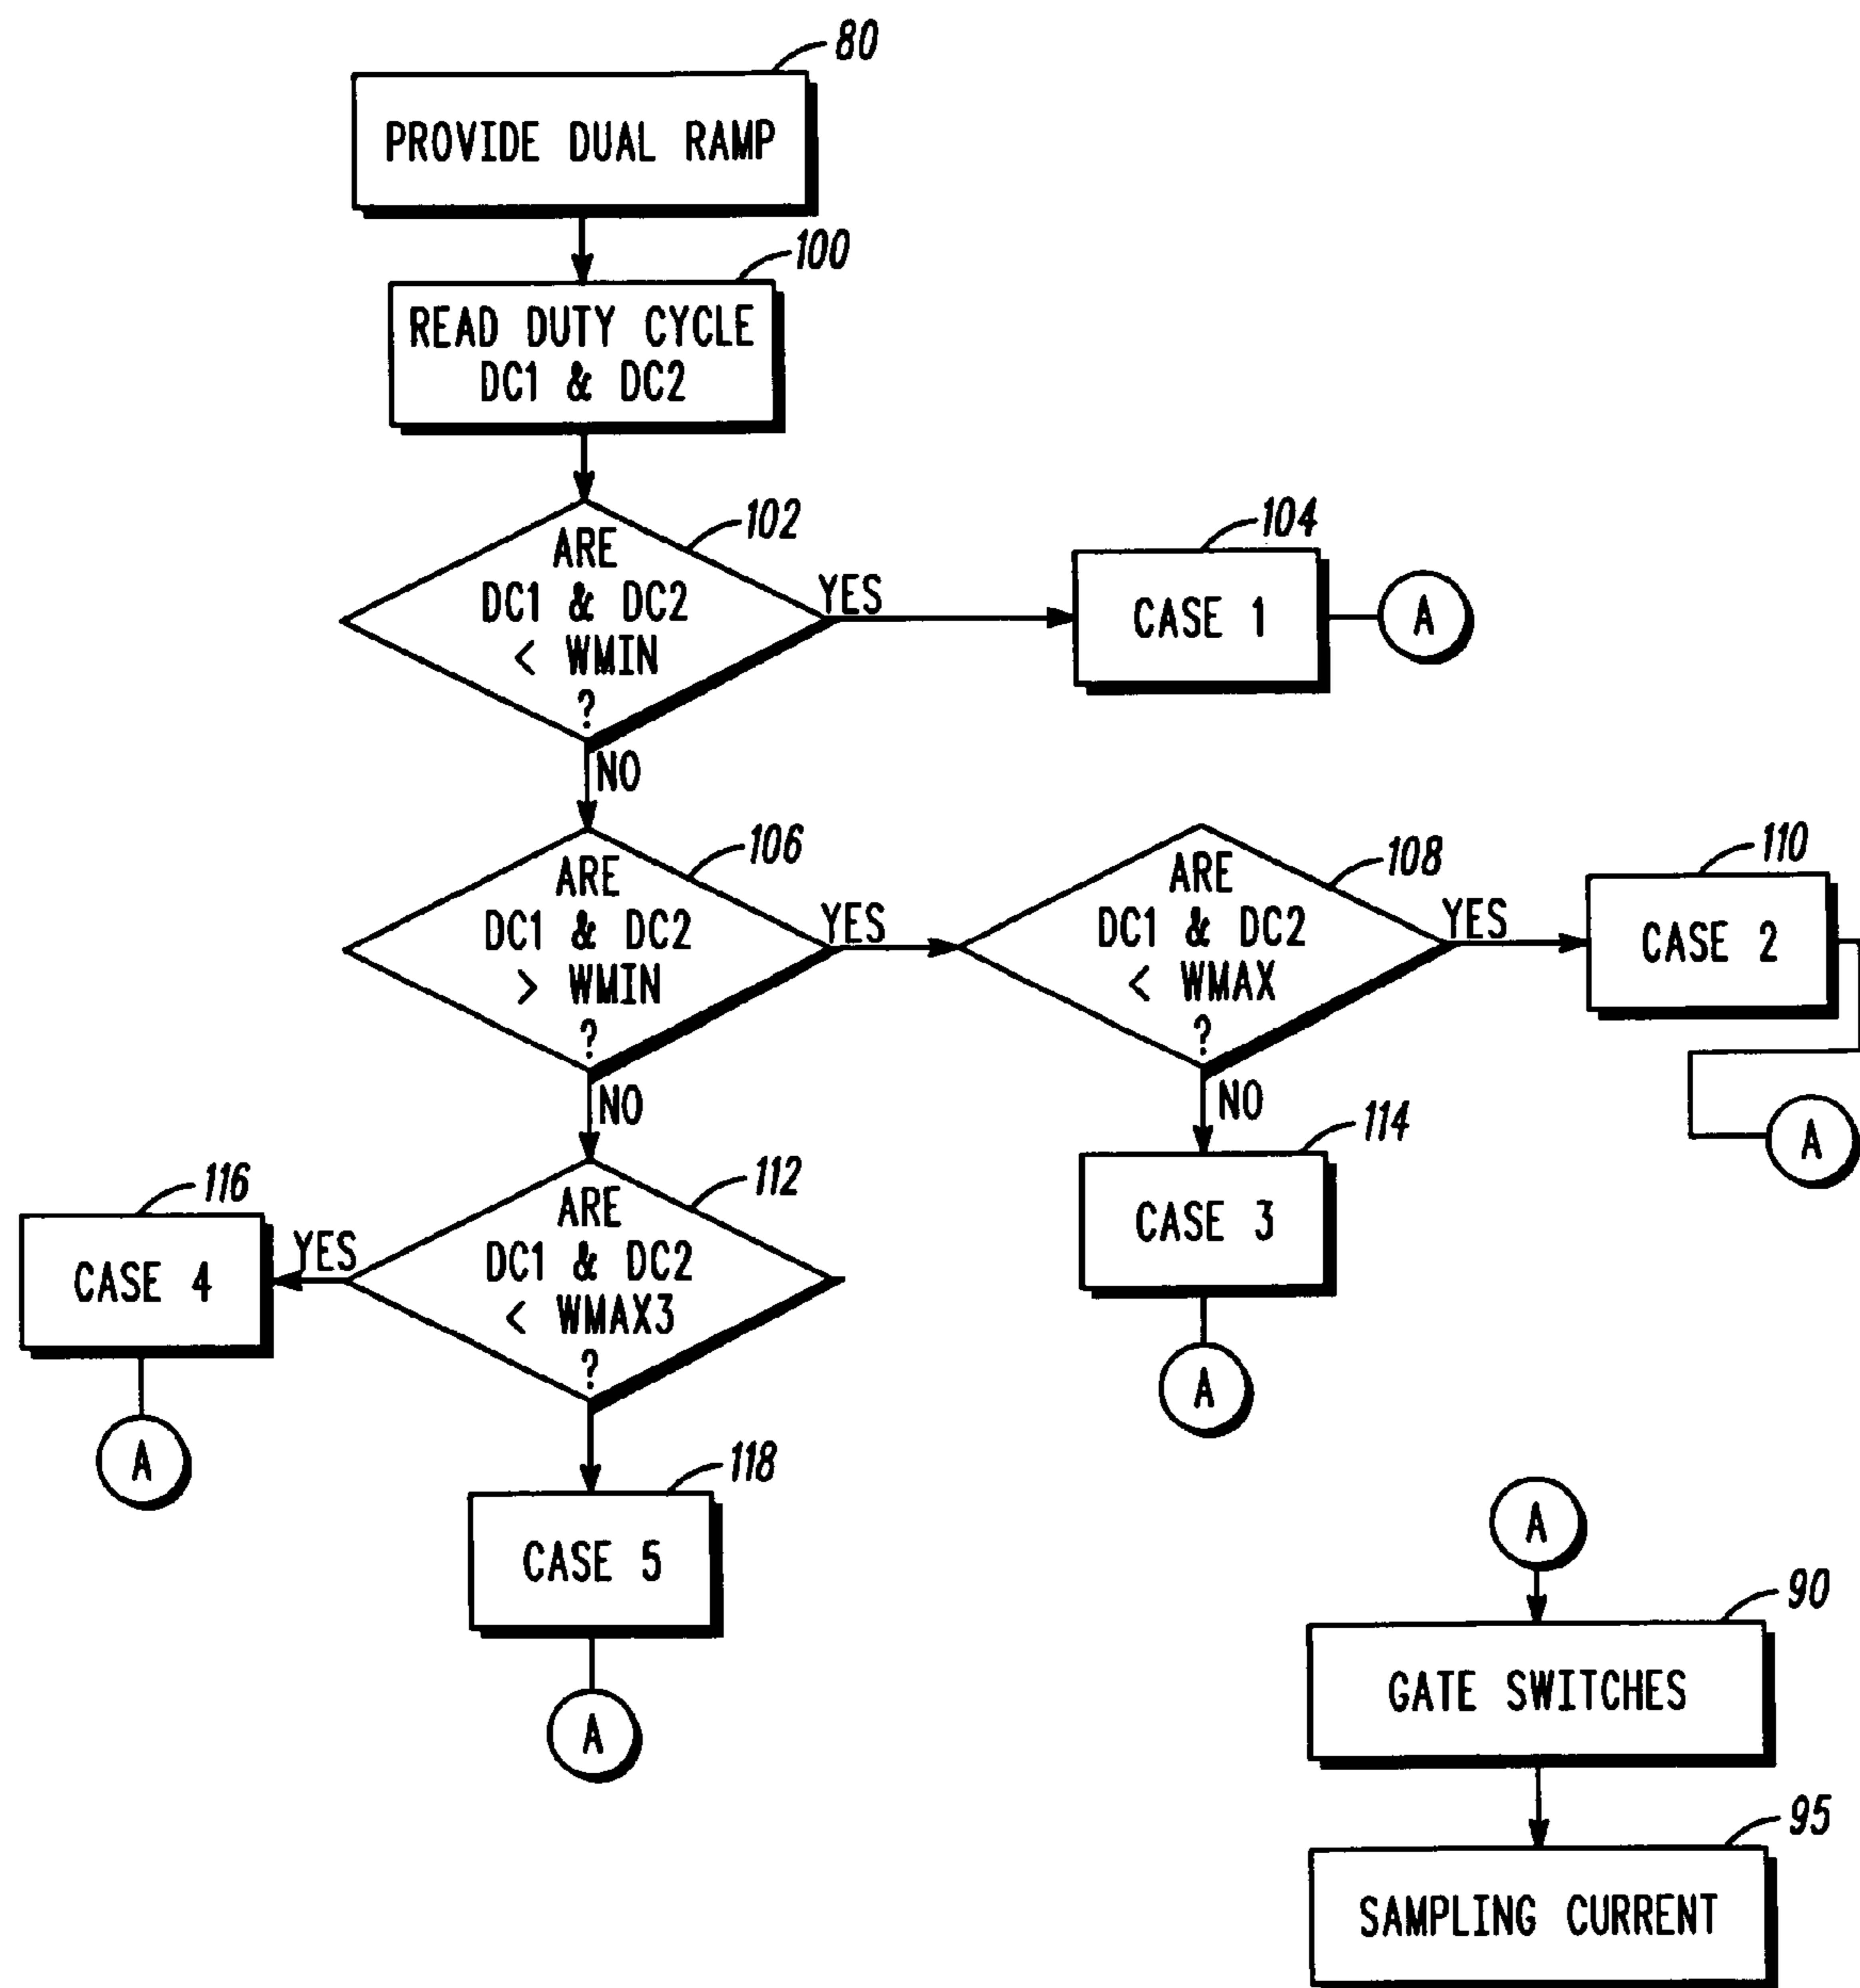 80
PROVIDE DUAL RAMP
100
READ DUTY CYCLE
DC1 & DC2
102
ARE
DC1 & DC2
< WMIN
?
YES
104
CASE 1
A
NO
106
ARE
DC1 & DC2
> WMIN
?
YES
108
ARE
DC1 & DC2
< WMAX
?
YES
110
CASE 2
A
NO
NO
114
CASE 3
A
112
ARE
DC1 & DC2
< WMAX3
?
YES
116
CASE 4
A
118
CASE 5
A
A
90
GATE SWITCHES
95
SAMPLING CURRENT